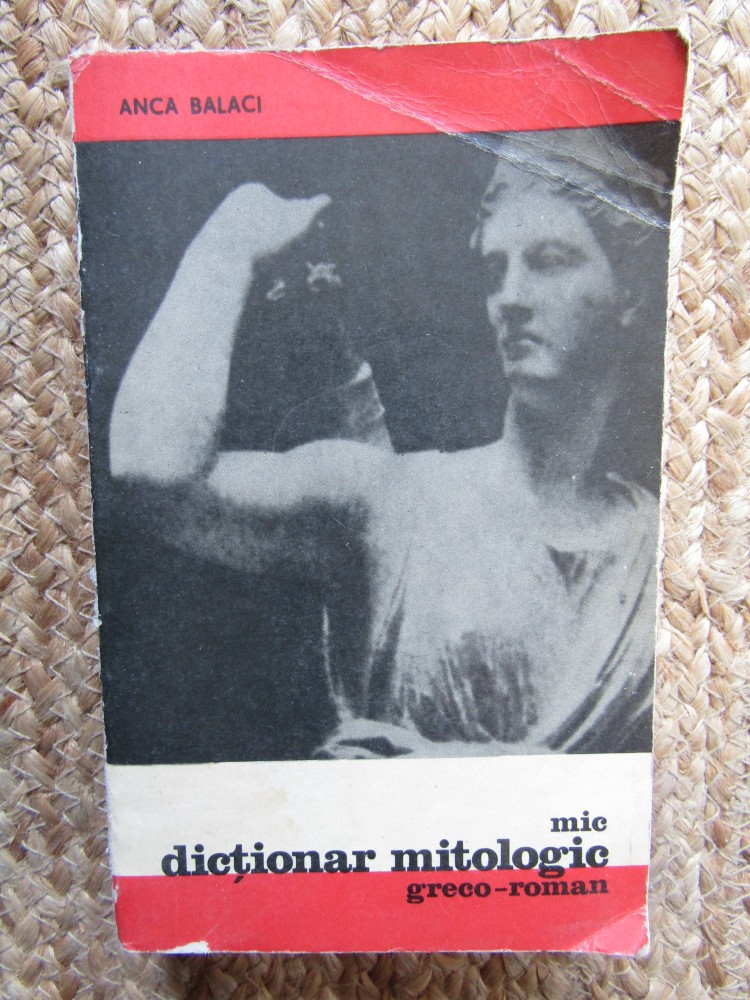 ANCA BALACI
mic
dicționar mitologic
greco-roman